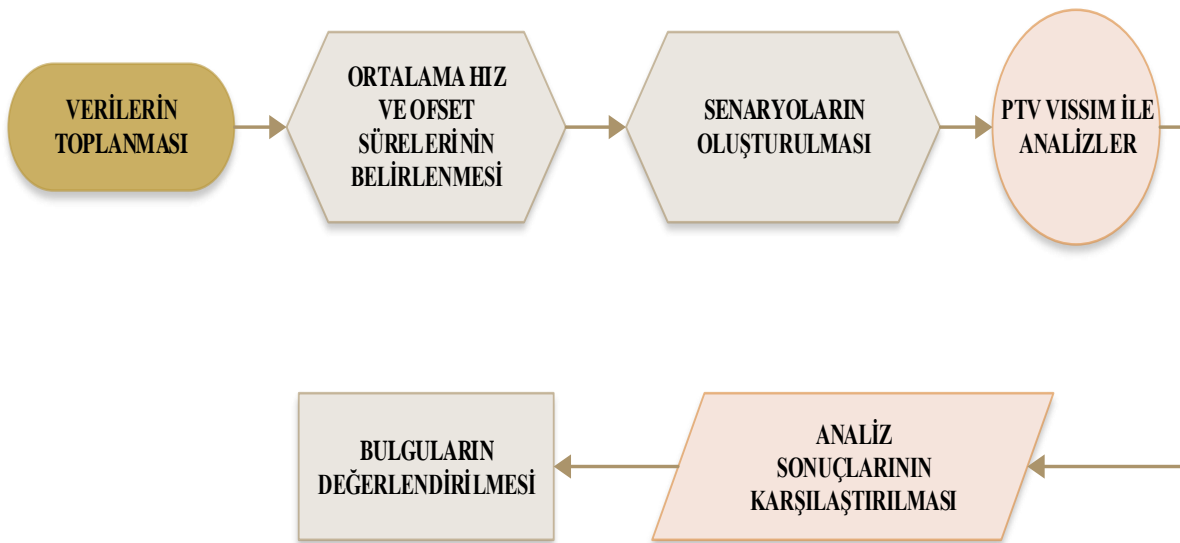 VERİLERİN
TOPLANMASI
ORTALAMA HIZ
VE OFSET
SÜRELERİNİN
BELİRLENMESİ
SENARYOLARIN
OLUŞTURULMASI
PTV VISSIM İLE
ANALİZLER
BULGULARIN
DEĞERLENDİRİLMESİ
ANALİZ
SONUÇLARININ
KARŞILAŞTIRILMASI